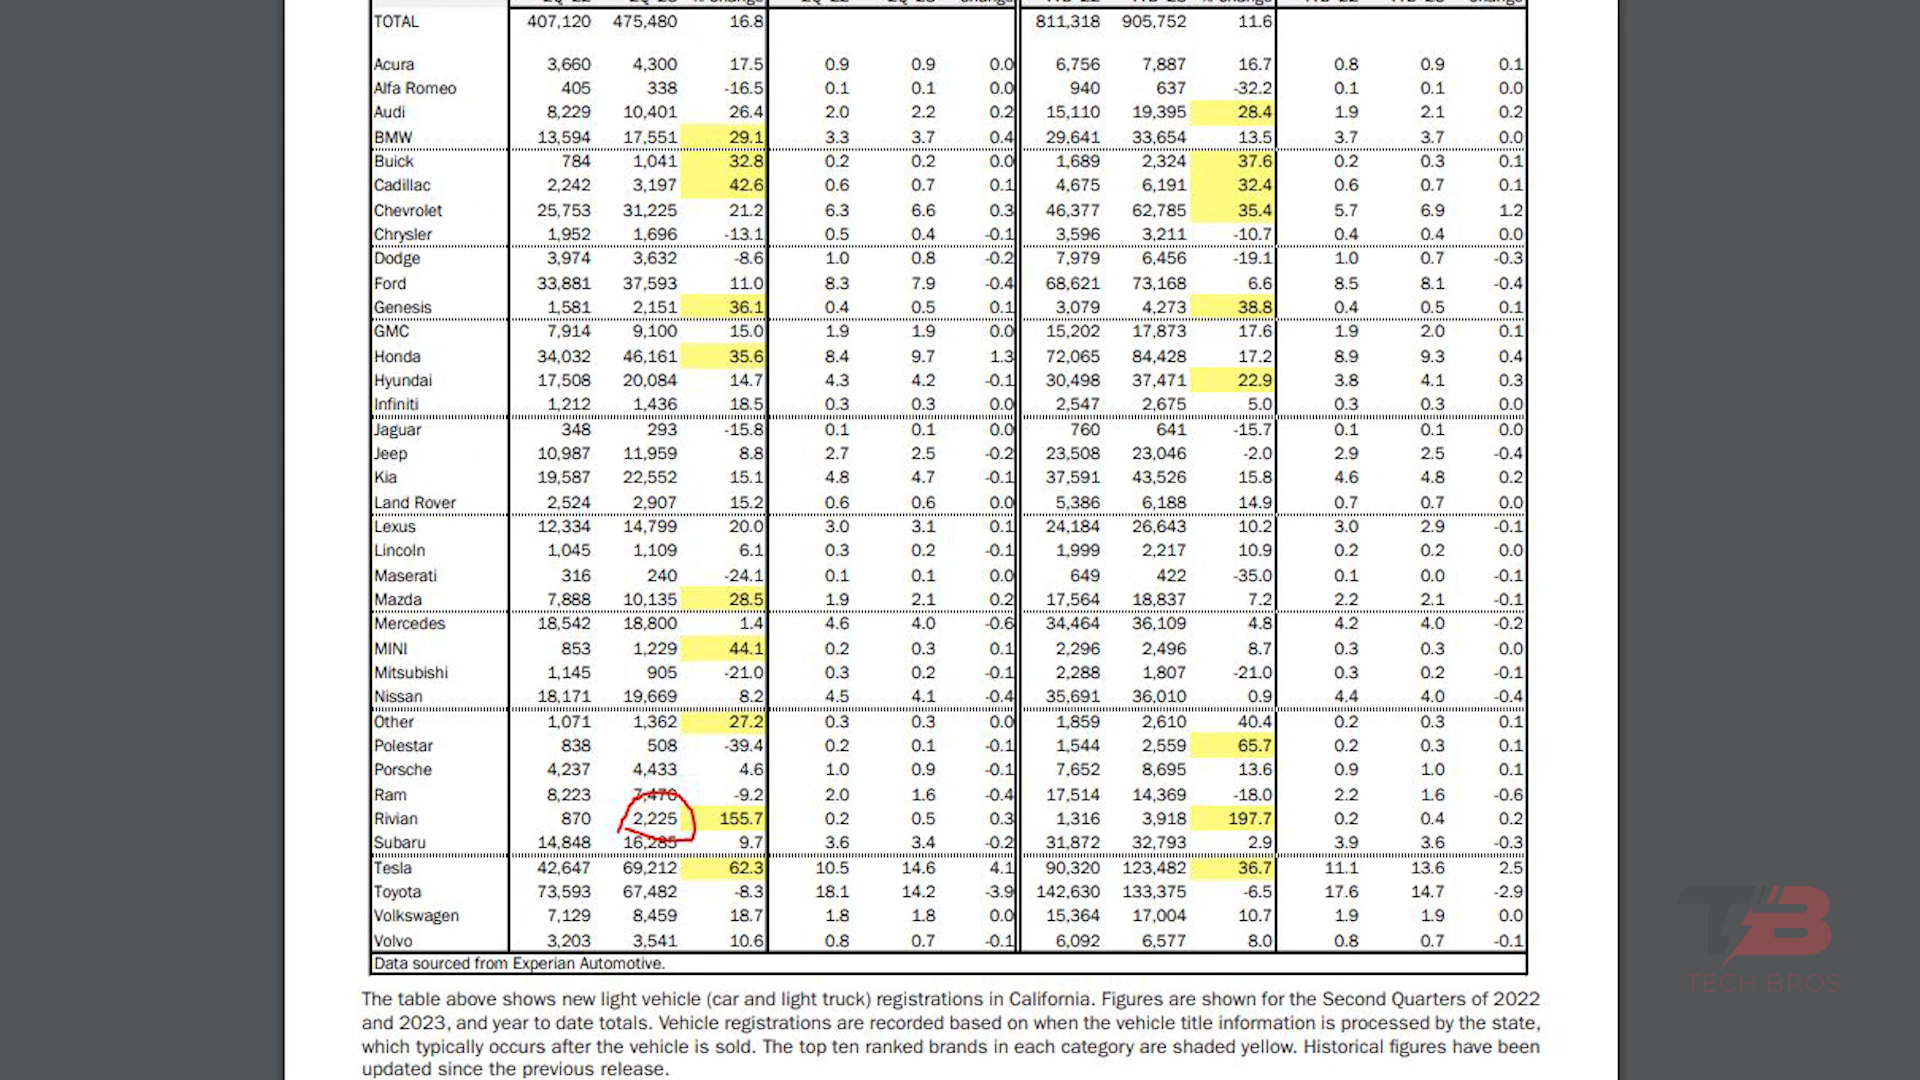 TOTAL 407,120 475,480 16.8 811,318 905,752 11.6
Acura 3,660 4,300 17.5 0.9 0.9 0.0 6,756 7,887 16.7 0.8 0.9 0.1
Alfa Romeo 405 338 -16.5 0.1 0.1 0.0 940 637 -32.2 0.1 0.1 0.0
Audi 8,229 10,401 26.4 2.0 2.2 0.2 15,110 19,395 28.4 1.9 2.1 0.2
BMW 13,594 17,551 29.1 3.3 3.7 0.4 29,641 33,654 13.5 3.7 3.7 0.0
Buick 784 1,041 32.8 0.2 0.2 0.0 1,689 2,324 37.6 0.2 0.3 0.1
Cadillac 2,242 3,197 42.6 0.6 0.7 0.1 4,675 6,191 32.4 0.6 0.7 0.1
Chevrolet 25,753 31,225 21.2 6.3 6.6 0.3 46,377 62,785 35.4 5.7 6.9 1.2
Chrysler 1,952 1,696 -13.1 0.5 0.4 -0.1 3,596 3,211 -10.7 0.4 0.4 0.0
Dodge 3,974 3,632 -8.6 1.0 0.8 -0.2 7,979 6,456 -19.1 1.0 0.7 -0.3
Ford 33,881 37,593 11.0 8.3 7.9 -0.4 68,621 73,168 6.6 8.5 8.1 -0.4
Genesis 1,581 2,151 36.1 0.4 0.5 0.1 3,079 4,273 38.8 0.4 0.5 0.1
GMC 7,914 9,100 15.0 1.9 1.9 0.0 15,202 17,873 17.6 1.9 2.0 0.1
Honda 34,032 46,161 35.6 8.4 9.7 1.3 72,065 84,428 17.2 8.9 9.3 0.4
Hyundai 17,508 20,084 14.7 4.3 4.2 -0.1 30,498 37,471 22.9 3.8 4.1 0.3
Infiniti 1,212 1,436 18.5 0.3 0.3 0.0 2,547 2,675 5.0 0.3 0.3 0.0
Jaguar 348 293 -15.8 0.1 0.1 0.0 760 641 -15.7 0.1 0.1 0.0
Jeep 10,987 11,959 8.8 2.7 2.5 -0.2 23,508 23,046 -2.0 2.9 2.5 -0.4
Kia 19,587 22,552 15.1 4.8 4.7 -0.1 37,591 43,526 15.8 4.6 4.8 0.2
Land Rover 2,524 2,907 15.2 0.6 0.6 0.0 5,386 6,188 14.9 0.7 0.7 0.0
Lexus 12,334 14,799 20.0 3.0 3.1 0.1 24,184 26,643 10.2 3.0 2.9 -0.1
Lincoln 1,045 1,109 6.1 0.3 0.2 -0.1 1,999 2,217 10.9 0.2 0.2 0.0
Maserati 316 240 -24.1 0.1 0.1 0.0 649 422 -35.0 0.1 0.0 -0.1
Mazda 7,888 10,135 28.5 1.9 2.1 0.2 17,564 18,837 7.2 2.2 2.1 -0.1
Mercedes 18,542 18,800 1.4 4.6 4.0 -0.6 34,464 36,109 4.8 4.2 4.0 -0.2
MINI 853 1,229 44.1 0.2 0.3 0.1 2,296 2,496 8.7 0.3 0.3 0.0
Mitsubishi 1,145 905 -21.0 0.3 0.2 -0.1 2,288 1,807 -21.0 0.3 0.2 -0.1
Nissan 18,171 19,669 8.2 4.5 4.1 -0.4 35,691 36,010 0.9 4.4 4.0 -0.4
Other 1,071 1,362 27.2 0.3 0.3 0.0 1,859 2,610 40.4 0.2 0.3 0.1
Polestar 838 508 -39.4 0.2 0.1 -0.1 1,544 2,559 65.7 0.2 0.3 0.1
Porsche 4,237 4,433 4.6 1.0 0.9 -0.1 7,652 8,695 13.6 0.9 1.0 0.1
Ram 8,223 7,470 -9.2 2.0 1.6 -0.4 17,514 14,369 -18.0 2.2 1.6 -0.6
Rivian 870 2,225 155.7 0.2 0.5 0.3 1,316 3,918 197.7 0.2 0.4 0.2
Subaru 14,848 16,285 9.7 3.6 3.4 -0.2 31,872 32,793 2.9 3.9 3.6 -0.3
Tesla 42,647 69,212 62.3 10.5 14.6 4.1 90,320 123,482 36.7 11.1 13.6 2.5
Toyota 73,593 67,482 -8.3 18.1 14.2 -3.9 142,630 133,375 -6.5 17.6 14.7 -2.9
Volkswagen 7,129 8,459 18.7 1.8 1.8 0.0 15,364 17,004 10.7 1.9 1.9 0.0
Volvo 3,203 3,541 10.6 0.8 0.7 -0.1 6,092 6,577 8.0 0.8 0.7 -0.1
Data sourced from Experian Automotive.
The table above shows new light vehicle (car and light truck) registrations in California. Figures are shown for the Second Quarters of 2022
and 2023, and year to date totals. Vehicle registrations are recorded based on when the vehicle title information is processed by the state,
which typically occurs after the vehicle is sold. The top ten ranked brands in each category are shaded yellow. Historical figures have been
updated since the previous release.
TB
TECH BROS